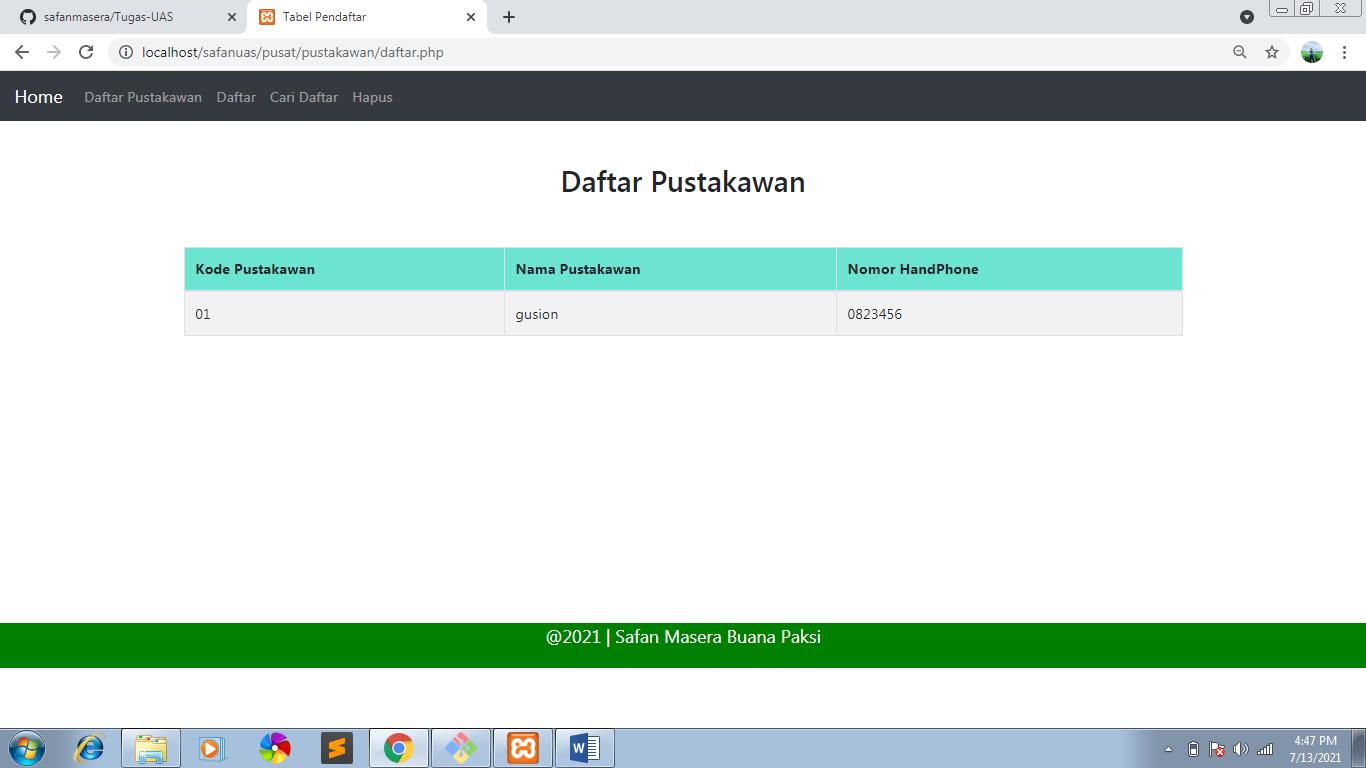 safanmasera/Tugas-UAS
Tabel Pendaftar
localhost/safanuas/pusat/pustakawan/daftar.php
Home Daftar Pustakawan Daftar Cari Daftar Hapus
Daftar Pustakawan
Kode Pustakawan Nama Pustakawan Nomor HandPhone
01 gusion 0823456
@2021 | Safan Masera Buana Paksi
4:47 PM
7/13/2021